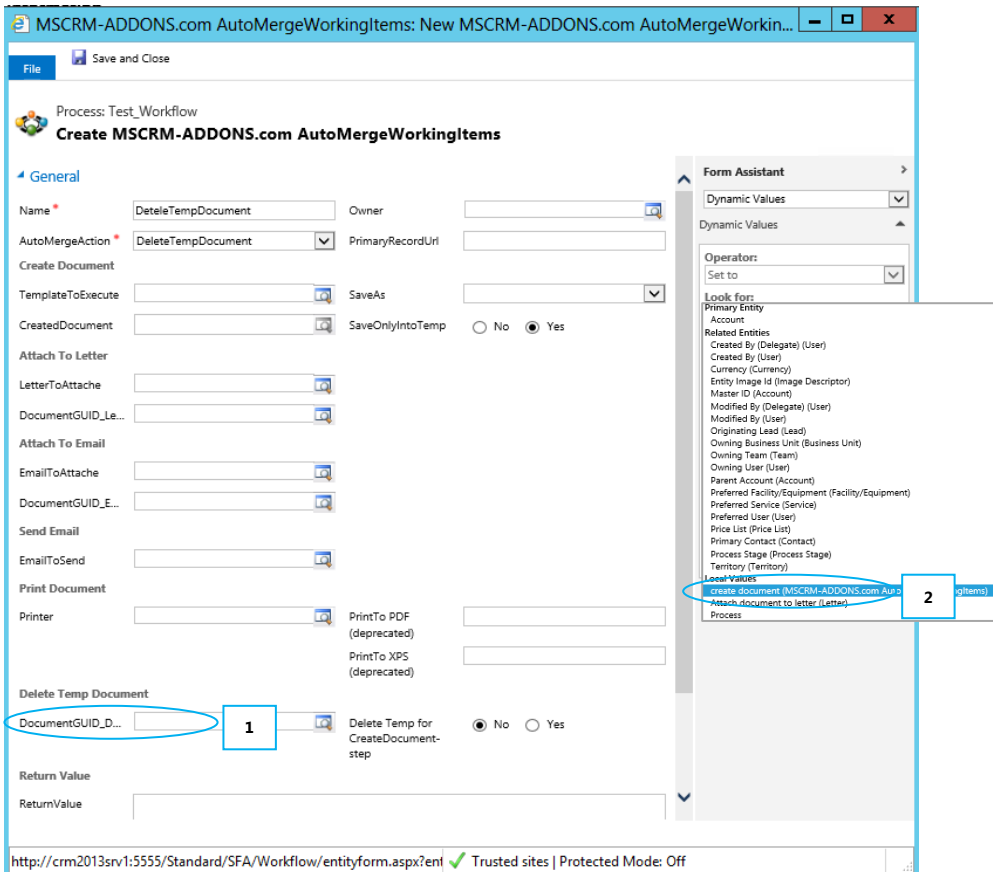 MSCRM-ADDONS.com AutoMergeWorkingItems: New MSCRM-ADDONS.com AutoMergeWorkin...
File
Save and Close
Process: Test_Workflow
Create MSCRM-ADDONS.com AutoMergeWorkingItems
General
Name *
DeteleTempDocument
Owner
AutoMergeAction *
DeleteTempDocument
PrimaryRecordUrl
Create Document
TemplateToExecute
SaveAs
CreatedDocument
SaveOnlyIntoTemp
No
Yes
Attach To Letter
LetterToAttache
DocumentGUID_Le...
Attach To Email
EmailToAttache
DocumentGUID_E...
Send Email
EmailToSend
Print Document
Printer
PrintTo PDF
(deprecated)
PrintTo XPS
(deprecated)
Delete Temp Document
DocumentGUID_D...
1
Delete Temp for
CreateDocument-
step
No
Yes
Return Value
ReturnValue
Form Assistant
Dynamic Values
Dynamic Values
Operator:
Set to
Look for:
Primary Entity
Account
Related Entities
Created By (Delegate) (User)
Created By (User)
Currency (Currency)
Entity Image Id (Image Descriptor)
Master ID (Account)
Modified By (Delegate) (User)
Modified By (User)
Originating Lead (Lead)
Owning Business Unit (Business Unit)
Owning Team (Team)
Owning User (User)
Parent Account (Account)
Preferred Facility/Equipment (Facility/Equipment)
Preferred Service (Service)
Preferred User (User)
Price List (Price List)
Primary Contact (Contact)
Process Stage (Process Stage)
Territory (Territory)
Local Values
create document (MSCRM-ADDONS.com Au
gItems)
2
Attach document to letter (Letter)
Process
http://crm2013srv1:5555/Standard/SFA/Workflow/entityform.aspx?ent
Trusted sites | Protected Mode: Off